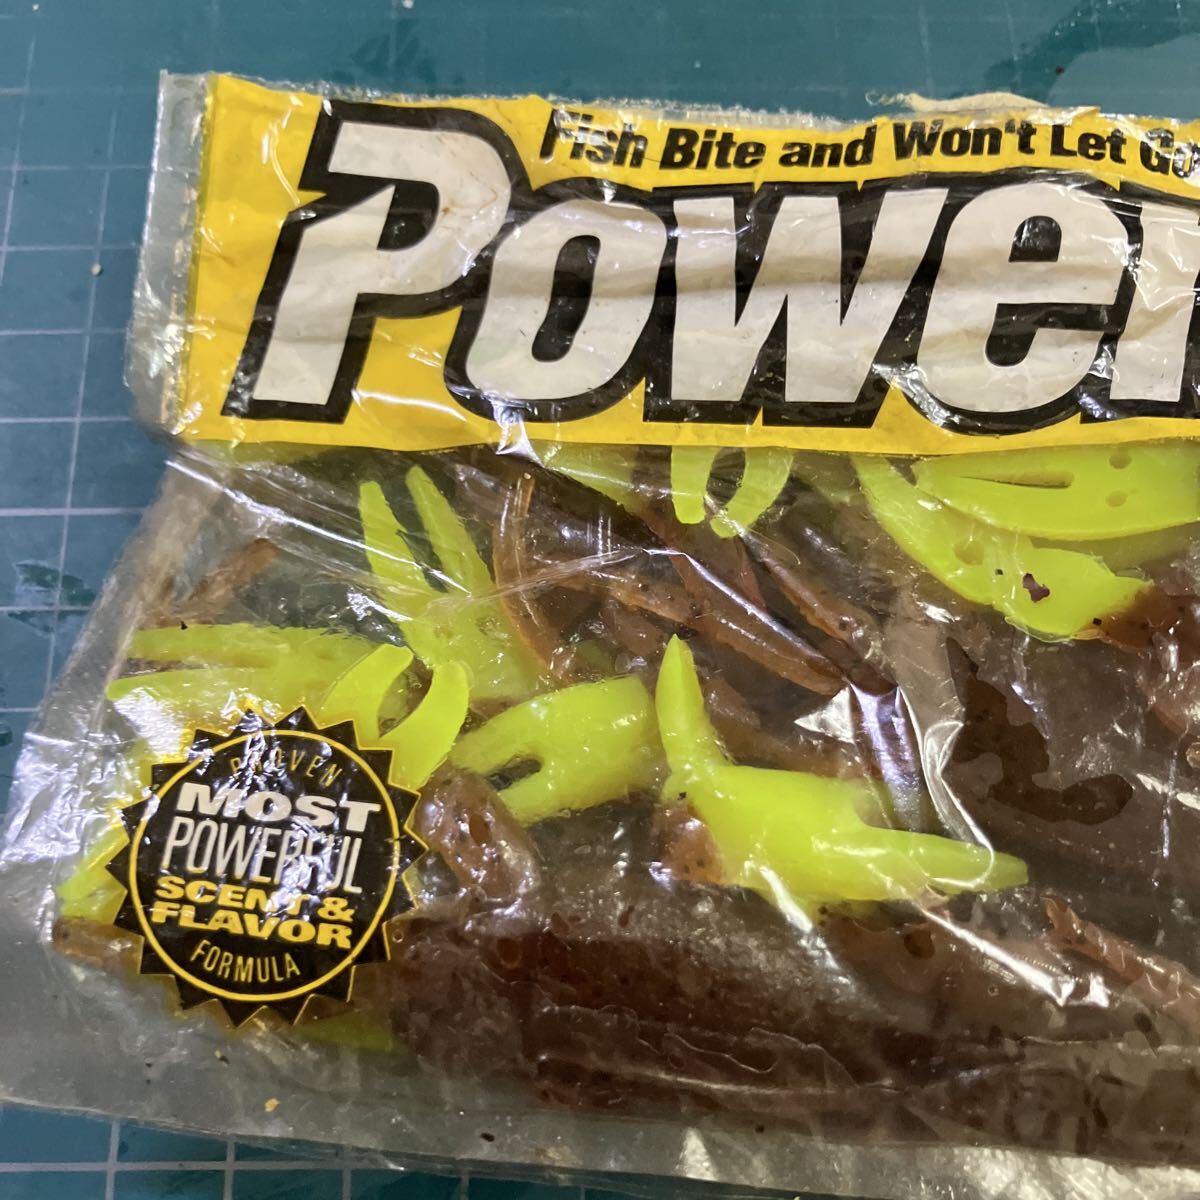 Fish Bite and Won't Let Go
Power
PROVEN
MOST
POWERFUL
SCENT &
FLAVOR
FORMULA